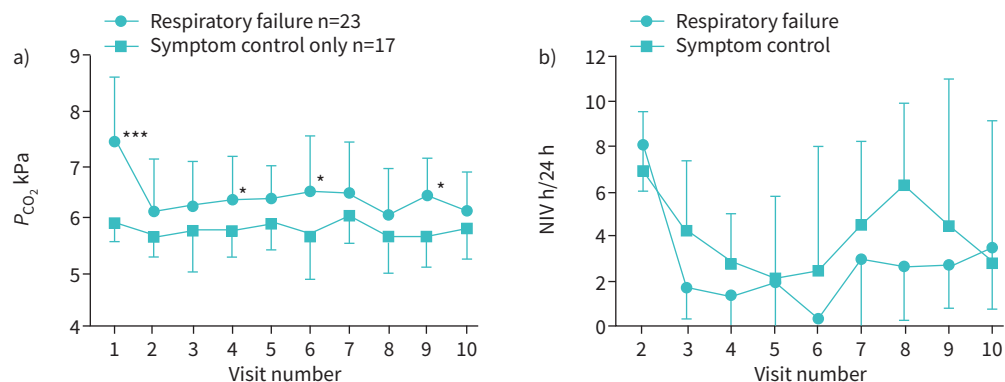 a)
Respiratory failure n=23
Symptom control only n=17
PCO2 kPa
9
8
7
6
5
4
***
*
*
*
1 2 3 4 5 6 7 8 9 10
Visit number
b)
Respiratory failure
Symptom control
NIV h/24 h
12
10
8
6
4
2
0
2 3 4 5 6 7 8 9 10
Visit number